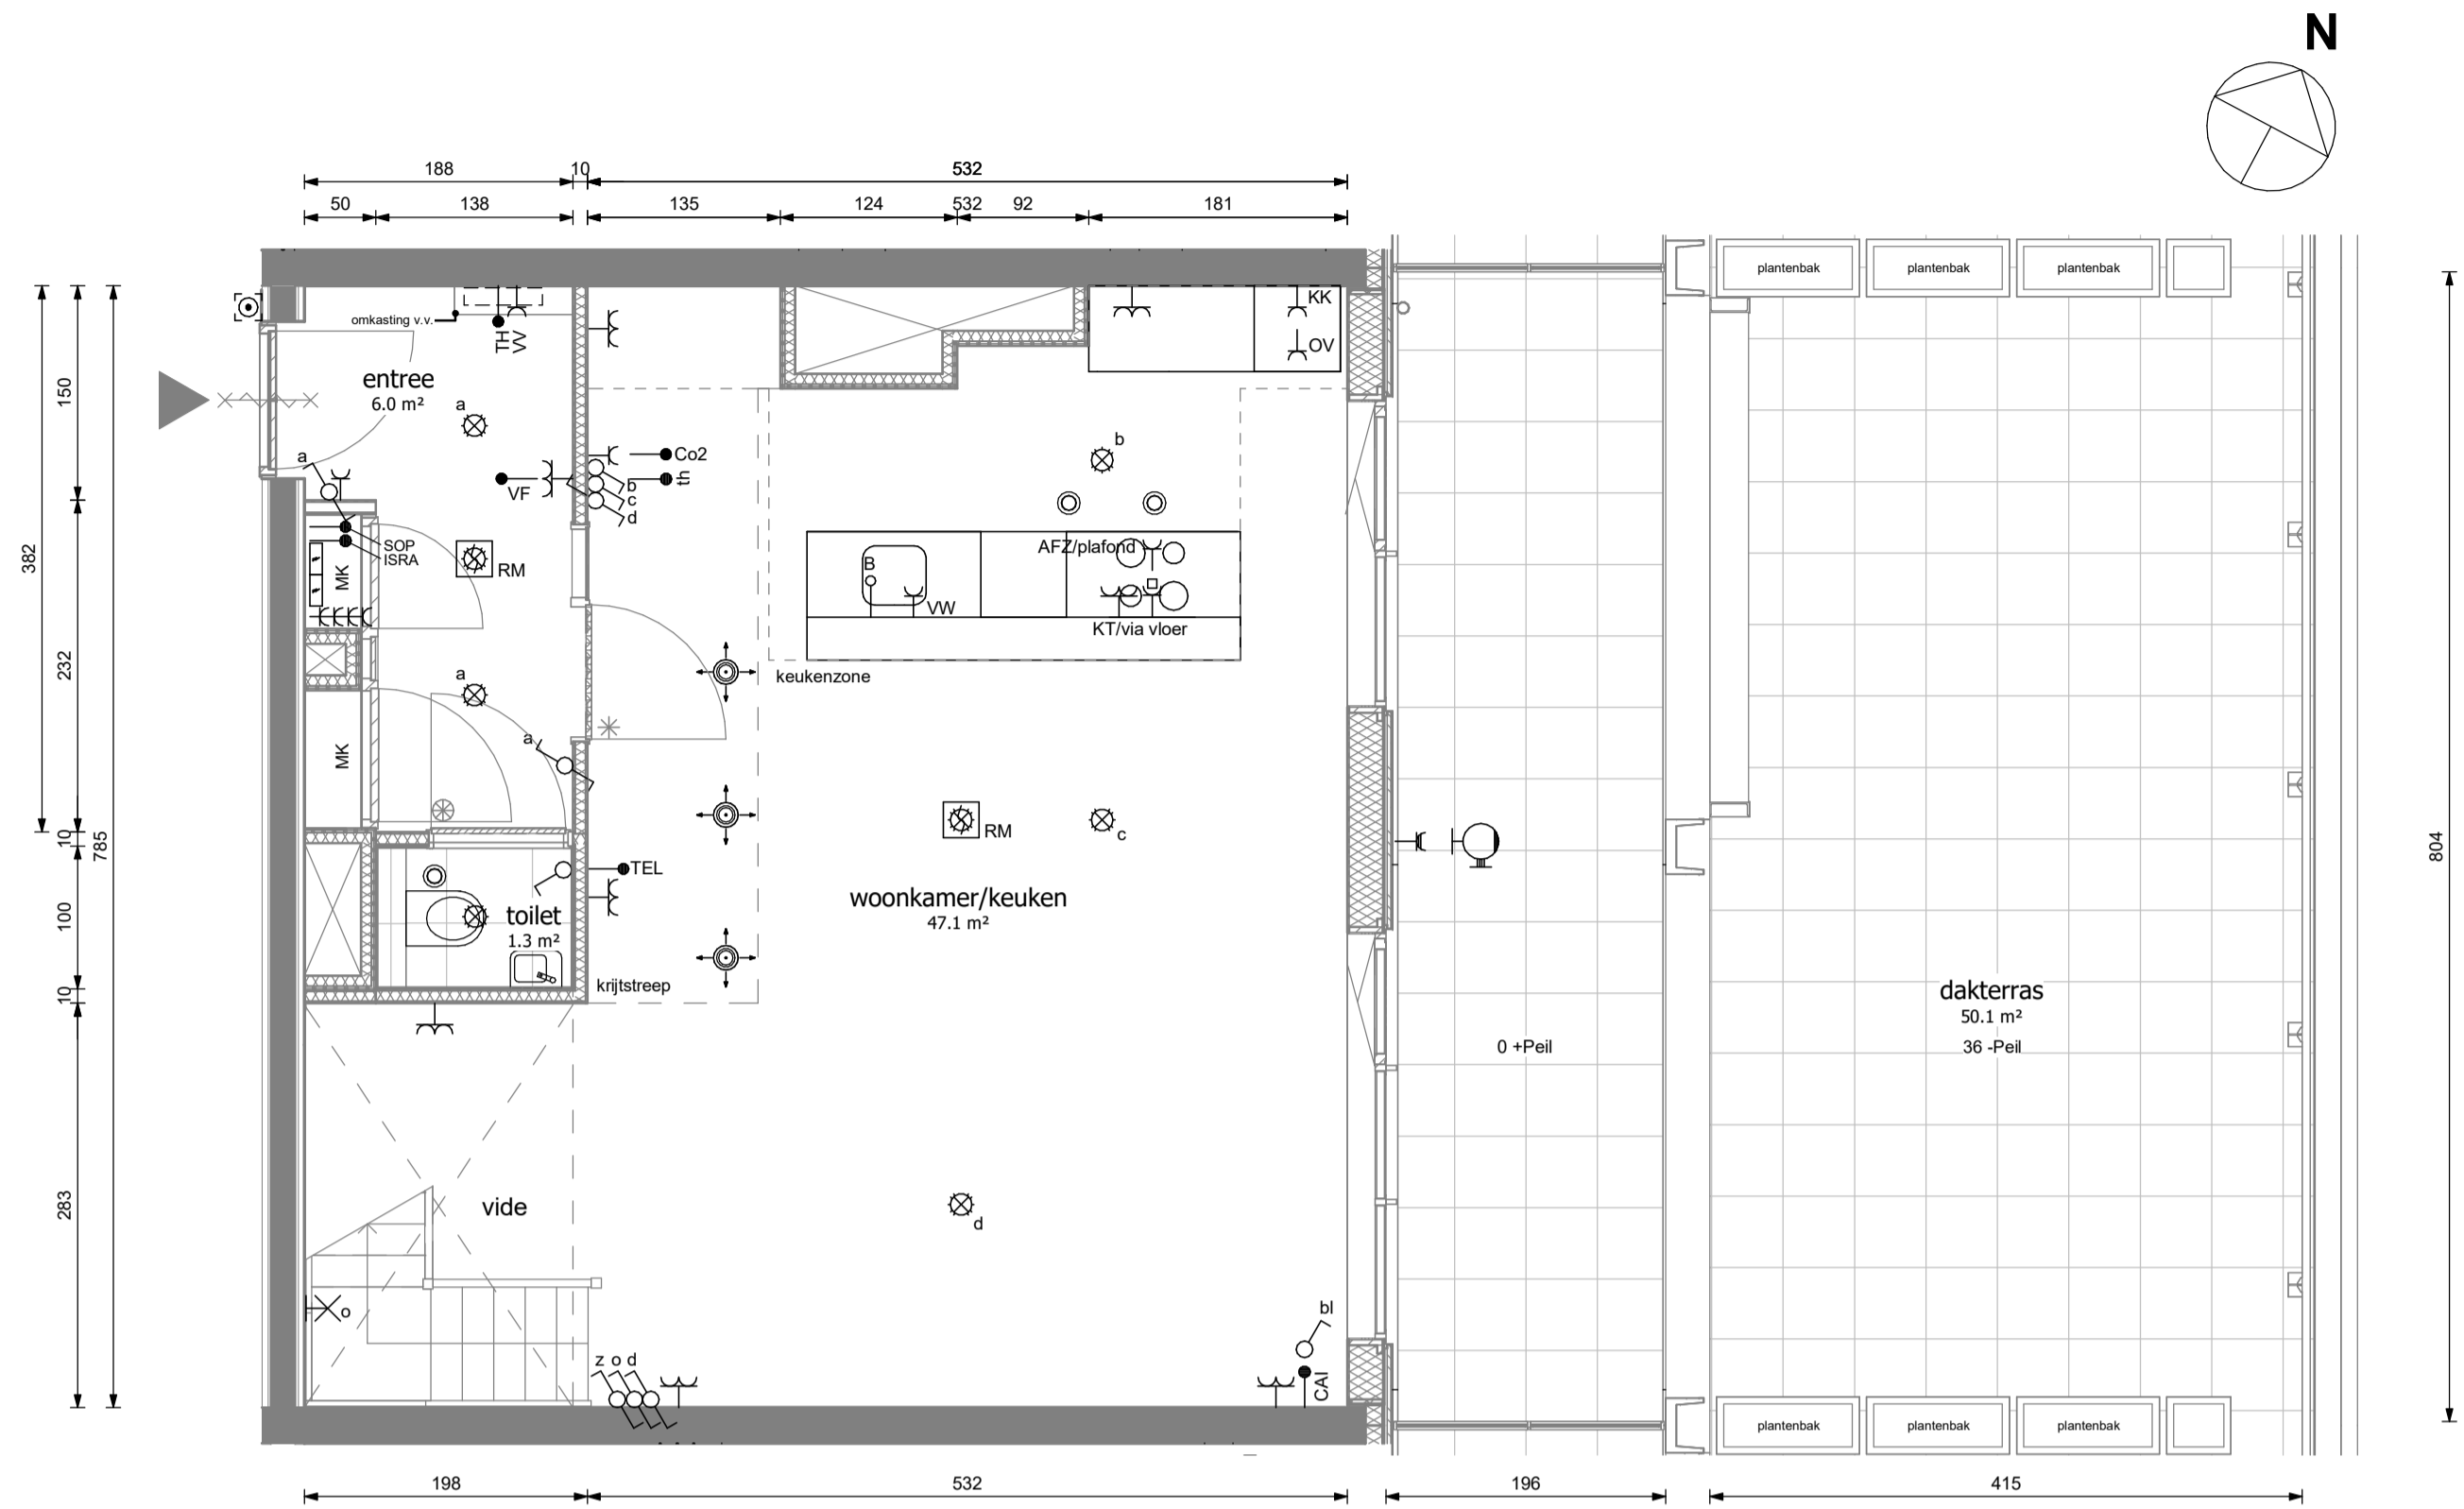 N
188
10
532
50
138
135
124
532
92
181
plantenbak
plantenbak
plantenbak
omkasting v.v.
TH
VV
KK
OV
entree
6.0 m²
a
b
a
Co2
th
VF
b
c
d
150
382
SOP
ISRA
MK
RM
AFZ/plafond
B
VW
KT/via vloer
232
a
keukenzone
a
MK
RM
c
10
785
804
TEL
woonkamer/keuken
47.1 m²
100
toilet
1.3 m²
krijtstreep
10
dakterras
50.1 m²
0 +Peil
36 -Peil
283
vide
d
o
bl
z o d
CAI
plantenbak
plantenbak
plantenbak
198
532
196
415